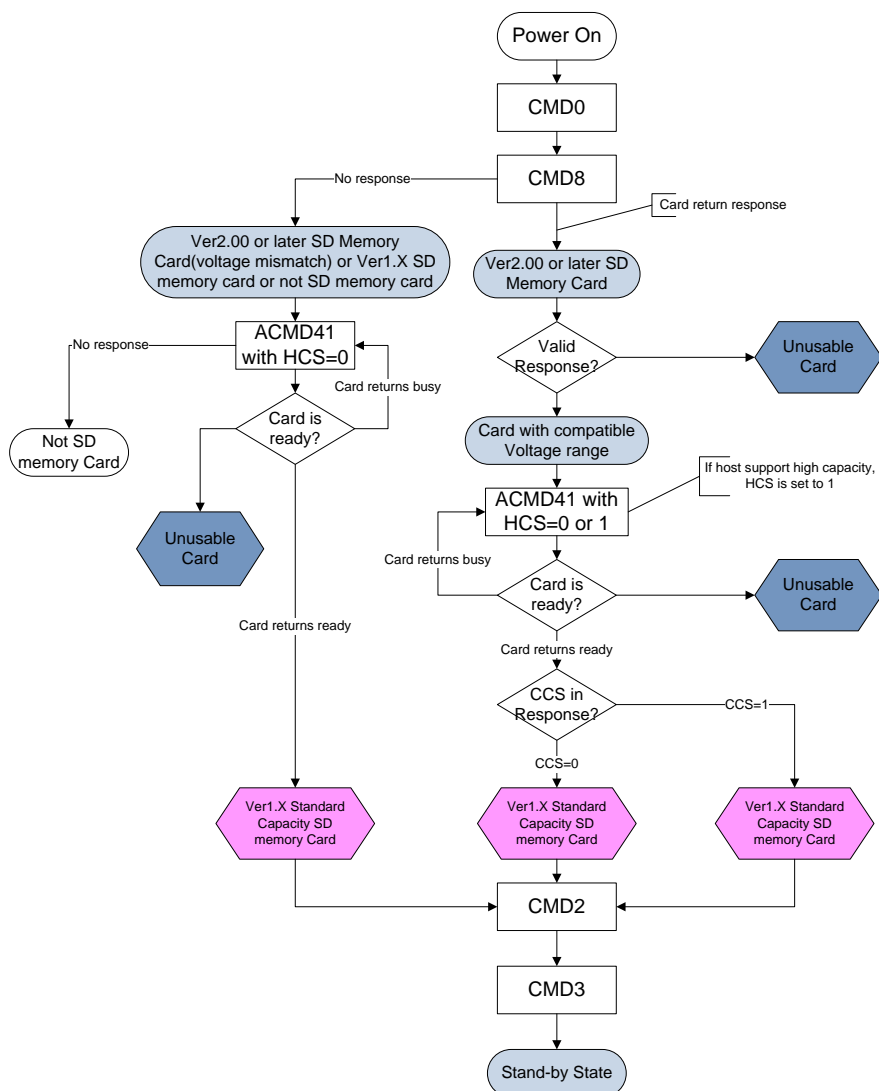 Power On
CMD0
CMD8
No response
Card return response
Ver2.00 or later SD Memory
Card(voltage mismatch) or Ver1.X SD
memory card or not SD memory card
Ver2.00 or later SD
Memory Card
ACMD41
with HCS=0
No response
Valid
Response?
Unusable
Card
Card returns busy
Card is
ready?
Not SD
memory Card
Card with compatible
Voltage range
If host support high capacity,
HCS is set to 1
ACMD41 with
HCS=0 or 1
Unusable
Card
Card returns busy
Card is
ready?
Unusable
Card
Card returns ready
Card returns ready
CCS in
Response?
CCS=1
CCS=0
Ver1.X Standard
Capacity SD
memory Card
Ver1.X Standard
Capacity SD
memory Card
Ver1.X Standard
Capacity SD
memory Card
CMD2
CMD3
Stand-by State